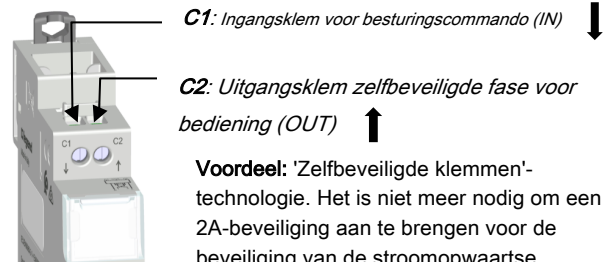 C1: Ingangsklem voor besturingscommando (IN)
C2: Uitgangsklem zelfbeveiligde fase voor
bediening (OUT)
C1 C2
Voordeel: 'Zelfbeveiligde klemmen'-
technologie. Het is niet meer nodig om een
2A-beveiliging aan te brengen voor de
beveiliging van de stroomopwaartse